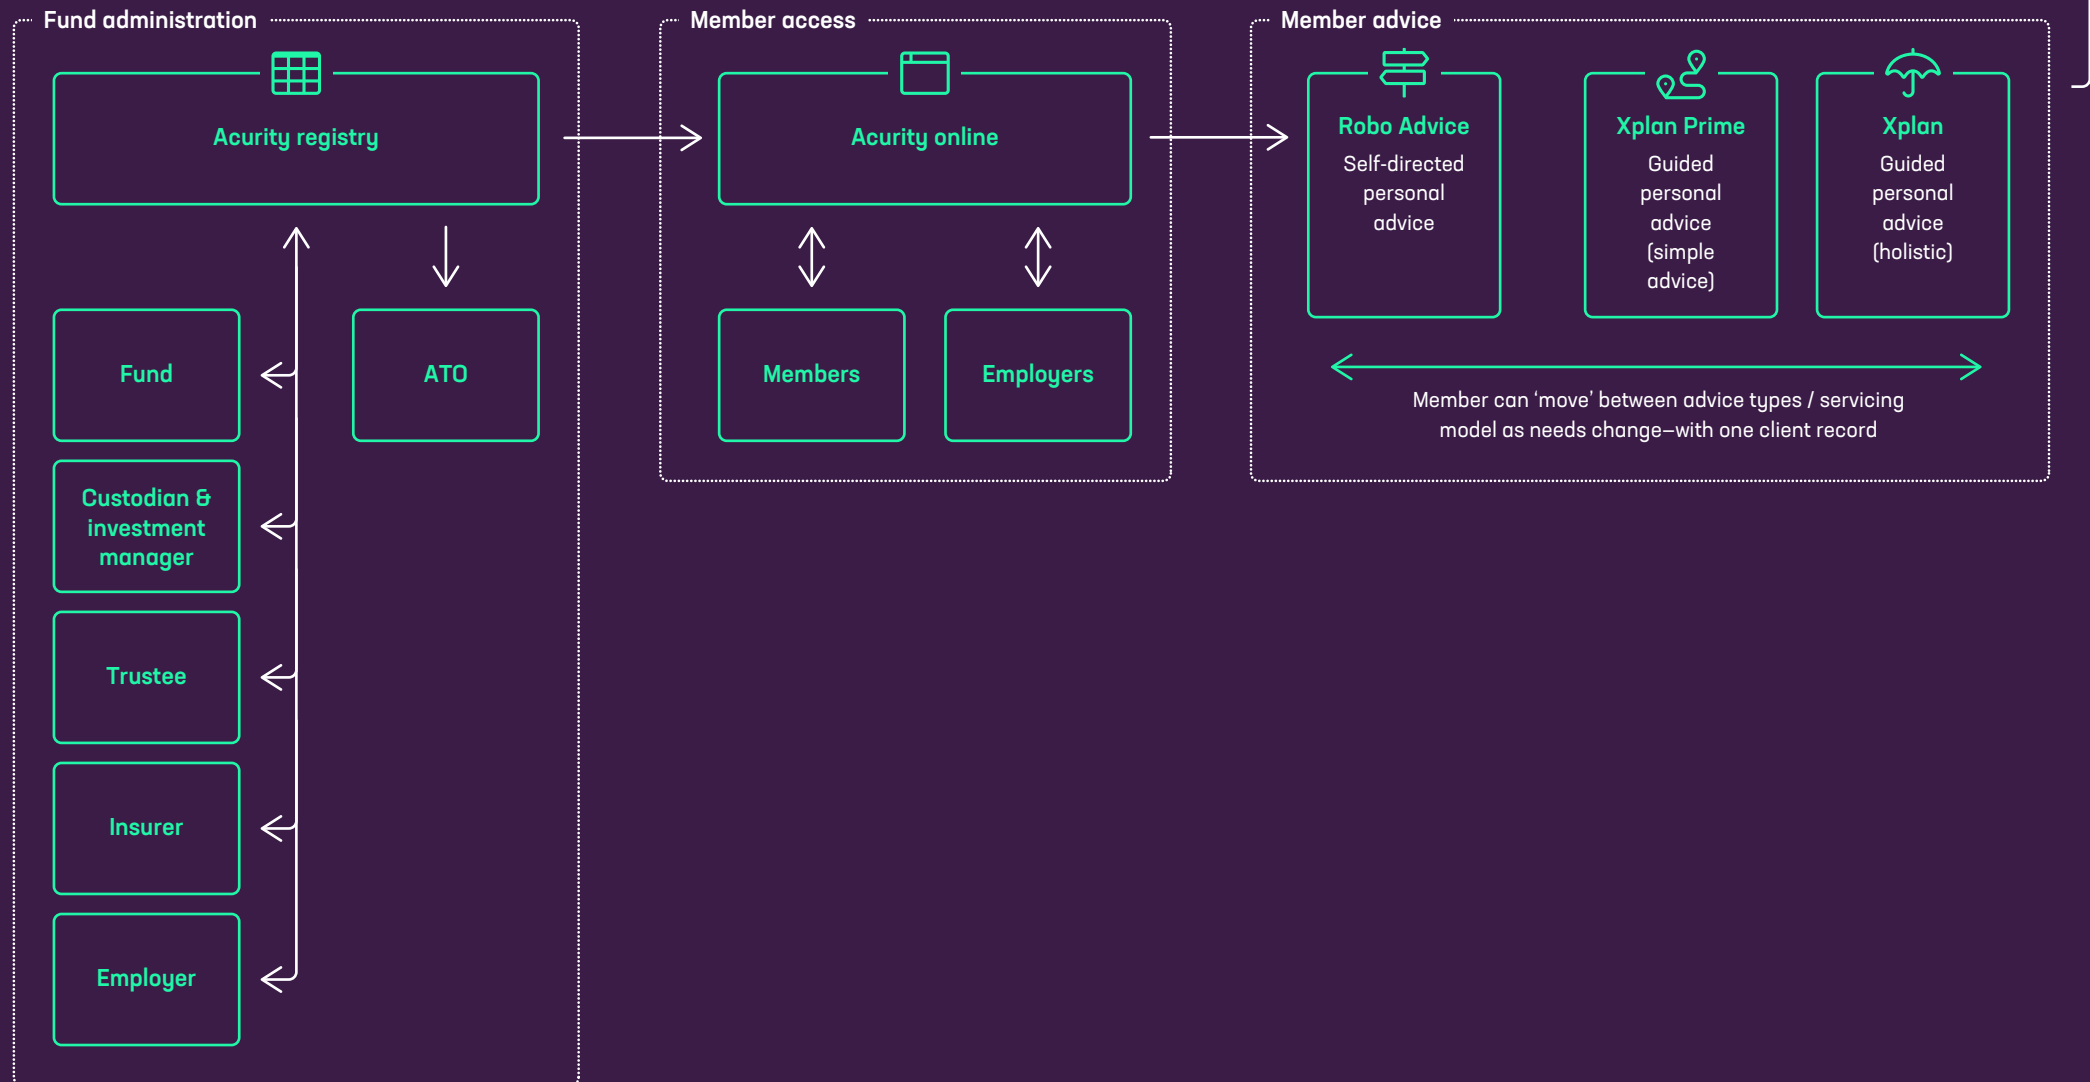 Fund administration
Acurity registry
Fund
ATO
Custodian &
investment
manager
Trustee
Insurer
Employer
Member access
Acurity online
Members
Employers
Member advice
Robo Advice
Self-directed
personal
advice
Xplan Prime
Guided
personal
advice
(simple
advice)
Xplan
Guided
personal
advice
(holistic)
Member can ‘move’ between advice types / servicing
model as needs change—with one client record